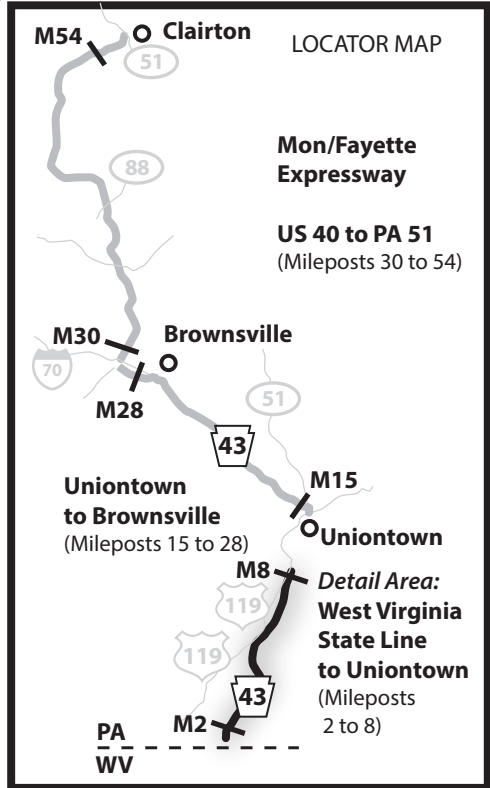 M54
Clairton
LOCATOR MAP
51
88
Mon/Fayette
Expressway
US 40 to PA 51
(Mileposts 30 to 54)
M30
Brownsville
70
M28
51
43
M15
Uniontown
to Brownsville
(Mileposts 15 to 28)
Uniontown
M8
Detail Area:
West Virginia
State Line
to Uniontown
(Mileposts
2 to 8)
119
119
43
M2
PA
WV